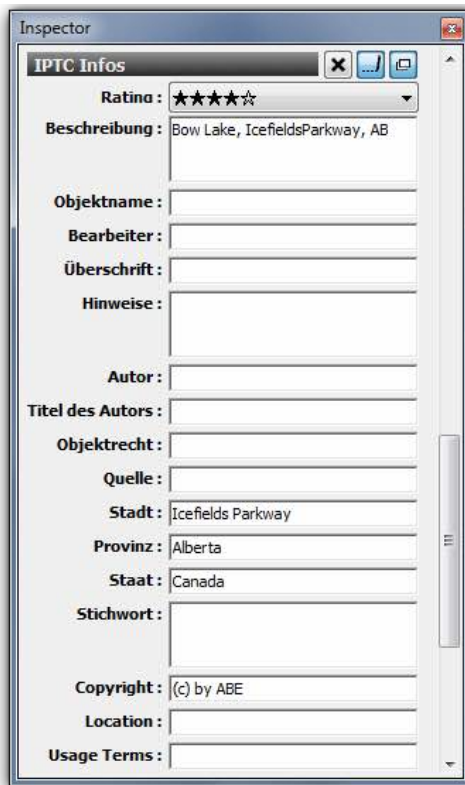 Inspector
IPTC Infos
Rating : ★★★★☆
Beschreibung : Bow Lake, IcefieldsParkway, AB
Objektname :
Bearbeiter :
Überschrift :
Hinweise :
Autor :
Titel des Autors :
Objektrecht :
Quelle :
Stadt : Icefields Parkway
Provinz : Alberta
Staat : Canada
Stichwort :
Copyright : (c) by ABE
Location :
Usage Terms :